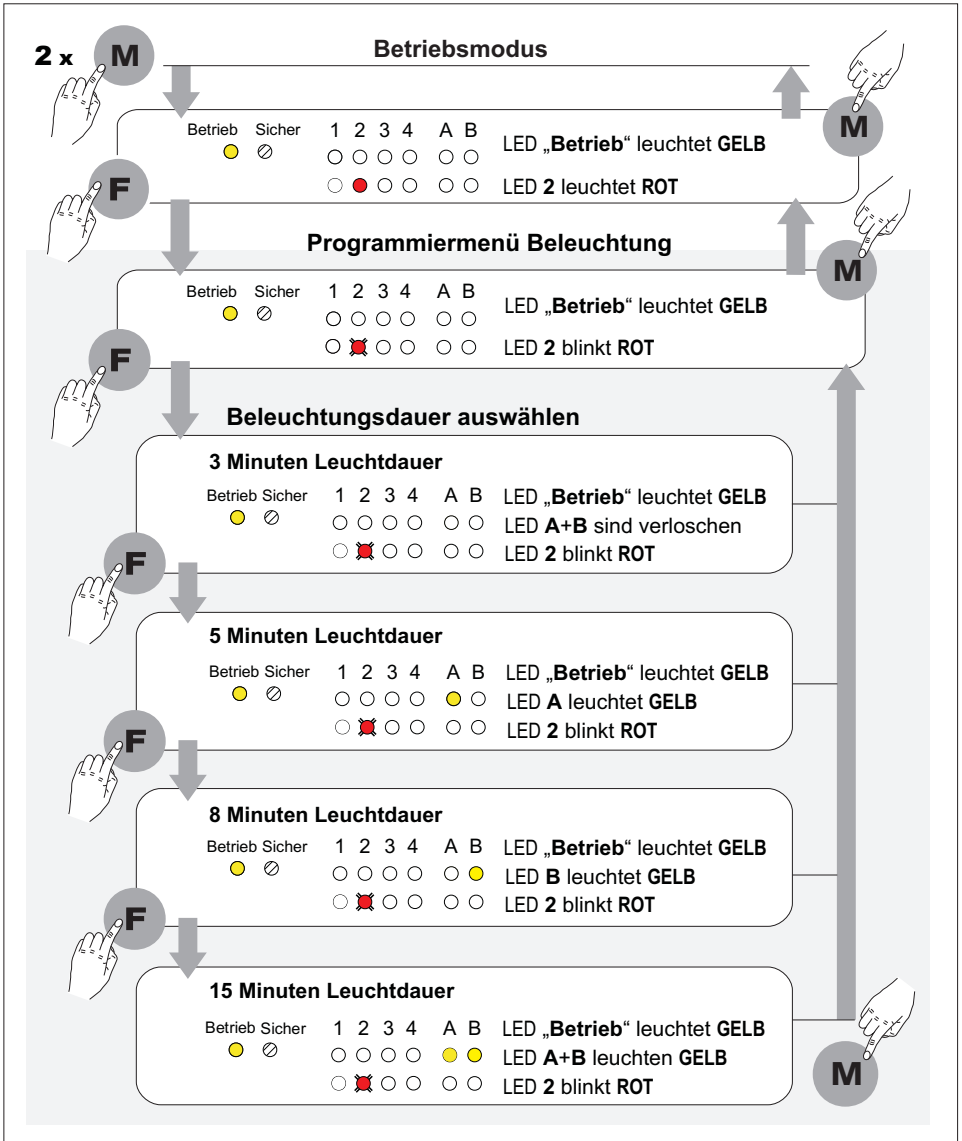 2 x M Betriebsmodus
M
Betrieb Sicher 1 2 3 4 A B LED „Betrieb“ leuchtet GELB
LED 2 leuchtet ROT
F
Programmiermenü Beleuchtung
M
Betrieb Sicher 1 2 3 4 A B LED „Betrieb“ leuchtet GELB
LED 2 blinkt ROT
F
Beleuchtungsdauer auswählen
3 Minuten Leuchtdauer
Betrieb Sicher 1 2 3 4 A B LED „Betrieb“ leuchtet GELB
LED A+B sind verloschen
LED 2 blinkt ROT
F
5 Minuten Leuchtdauer
Betrieb Sicher 1 2 3 4 A B LED „Betrieb“ leuchtet GELB
LED A leuchtet GELB
LED 2 blinkt ROT
F
8 Minuten Leuchtdauer
Betrieb Sicher 1 2 3 4 A B LED „Betrieb“ leuchtet GELB
LED B leuchtet GELB
LED 2 blinkt ROT
F
15 Minuten Leuchtdauer
Betrieb Sicher 1 2 3 4 A B LED „Betrieb“ leuchtet GELB
LED A+B leuchten GELB
LED 2 blinkt ROT
M